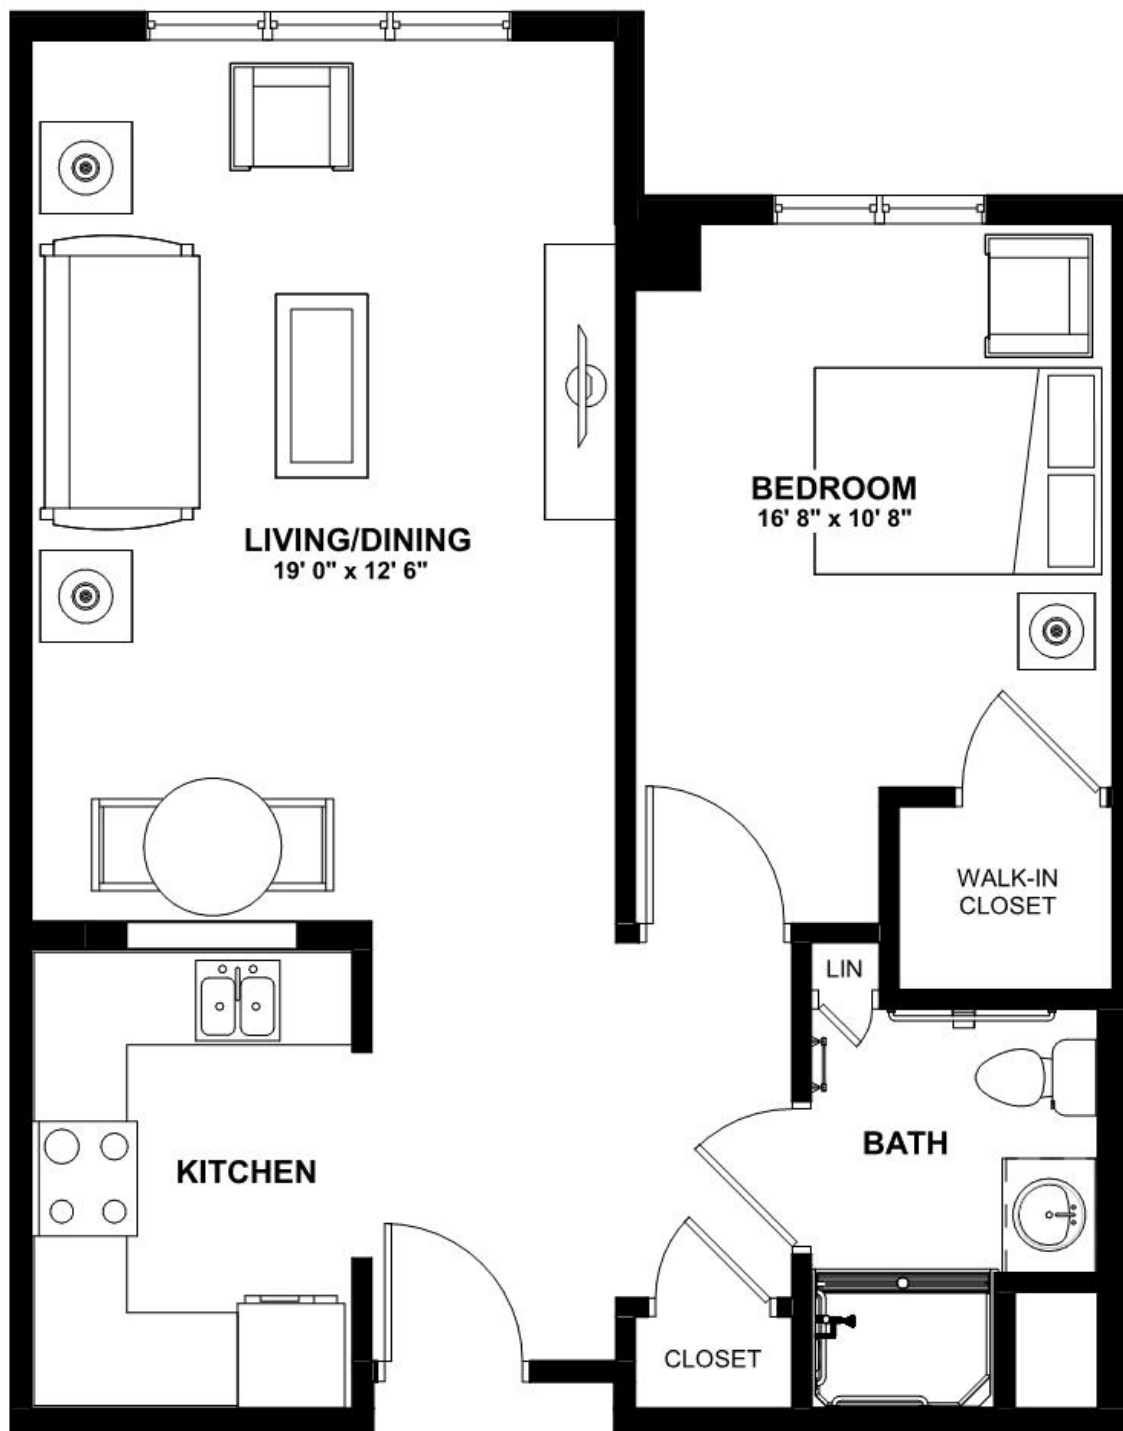 BEDROOM
16' 8" x 10' 8"
LIVING/DINING
19' 0" x 12' 6"
WALK-IN
CLOSET
LIN
BATH
KITCHEN
CLOSET